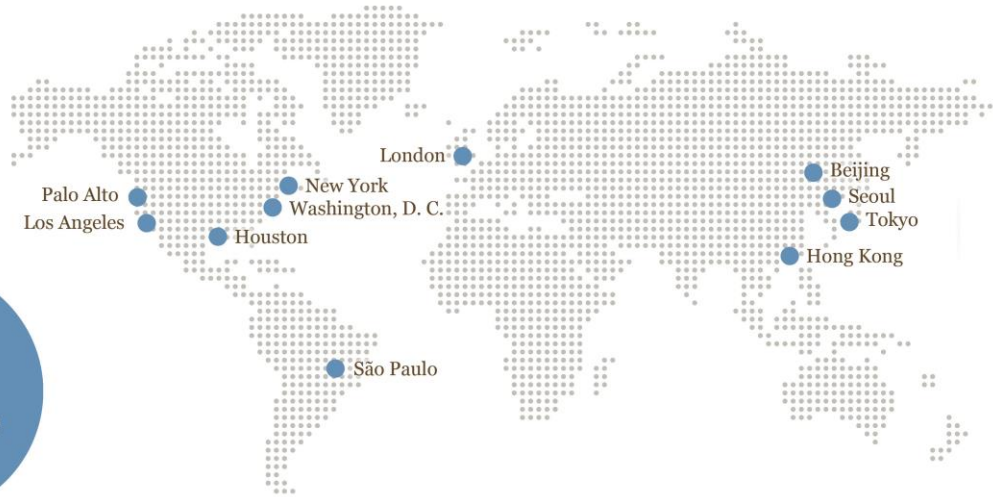 London
Beijing
Palo Alto
New York
Seoul
Washington, D. C.
Los Angeles
Tokyo
Houston
Hong Kong
São Paulo